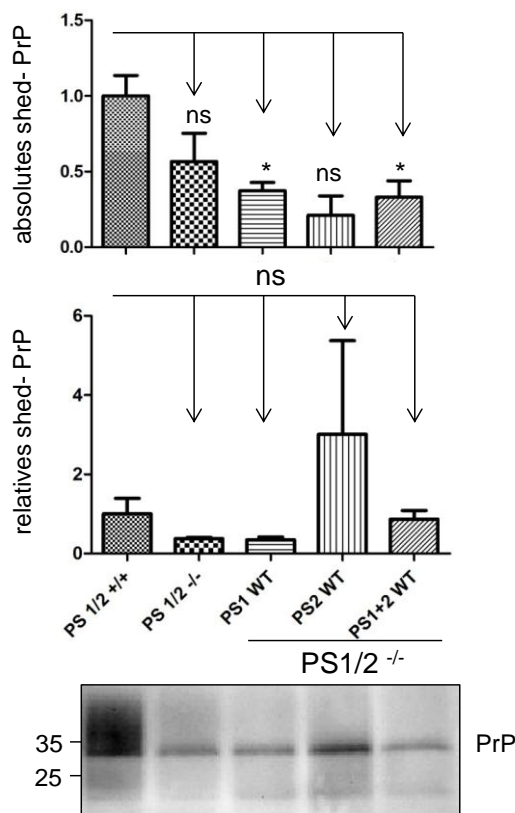 absolutes shed- PrP
1.5
1.0
0.5
0.0
ns
*
ns
*
relatives shed- PrP
ns
6
4
2
0
PS 1/2 +/+
PS 1/2 -/-
PS1 WT
PS2 WT
PS1+2 WT
PS1/2 -/-
35
25
PrP